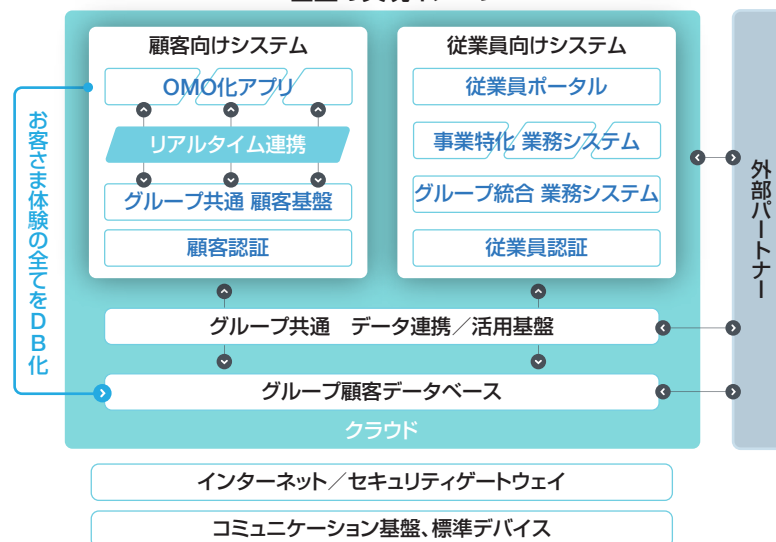 顧客向けシステム
OMO化アプリ
リアルタイム連携
グループ共通 顧客基盤
顧客認証
従業員向けシステム
従業員ポータル
事業特化 業務システム
グループ統合 業務システム
従業員認証
グループ共通　データ連携／活用基盤
グループ顧客データベース
クラウド
お客さま体験の全てをDB化
外部パートナー
インターネット／セキュリティゲートウェイ
コミュニケーション基盤、標準デバイス